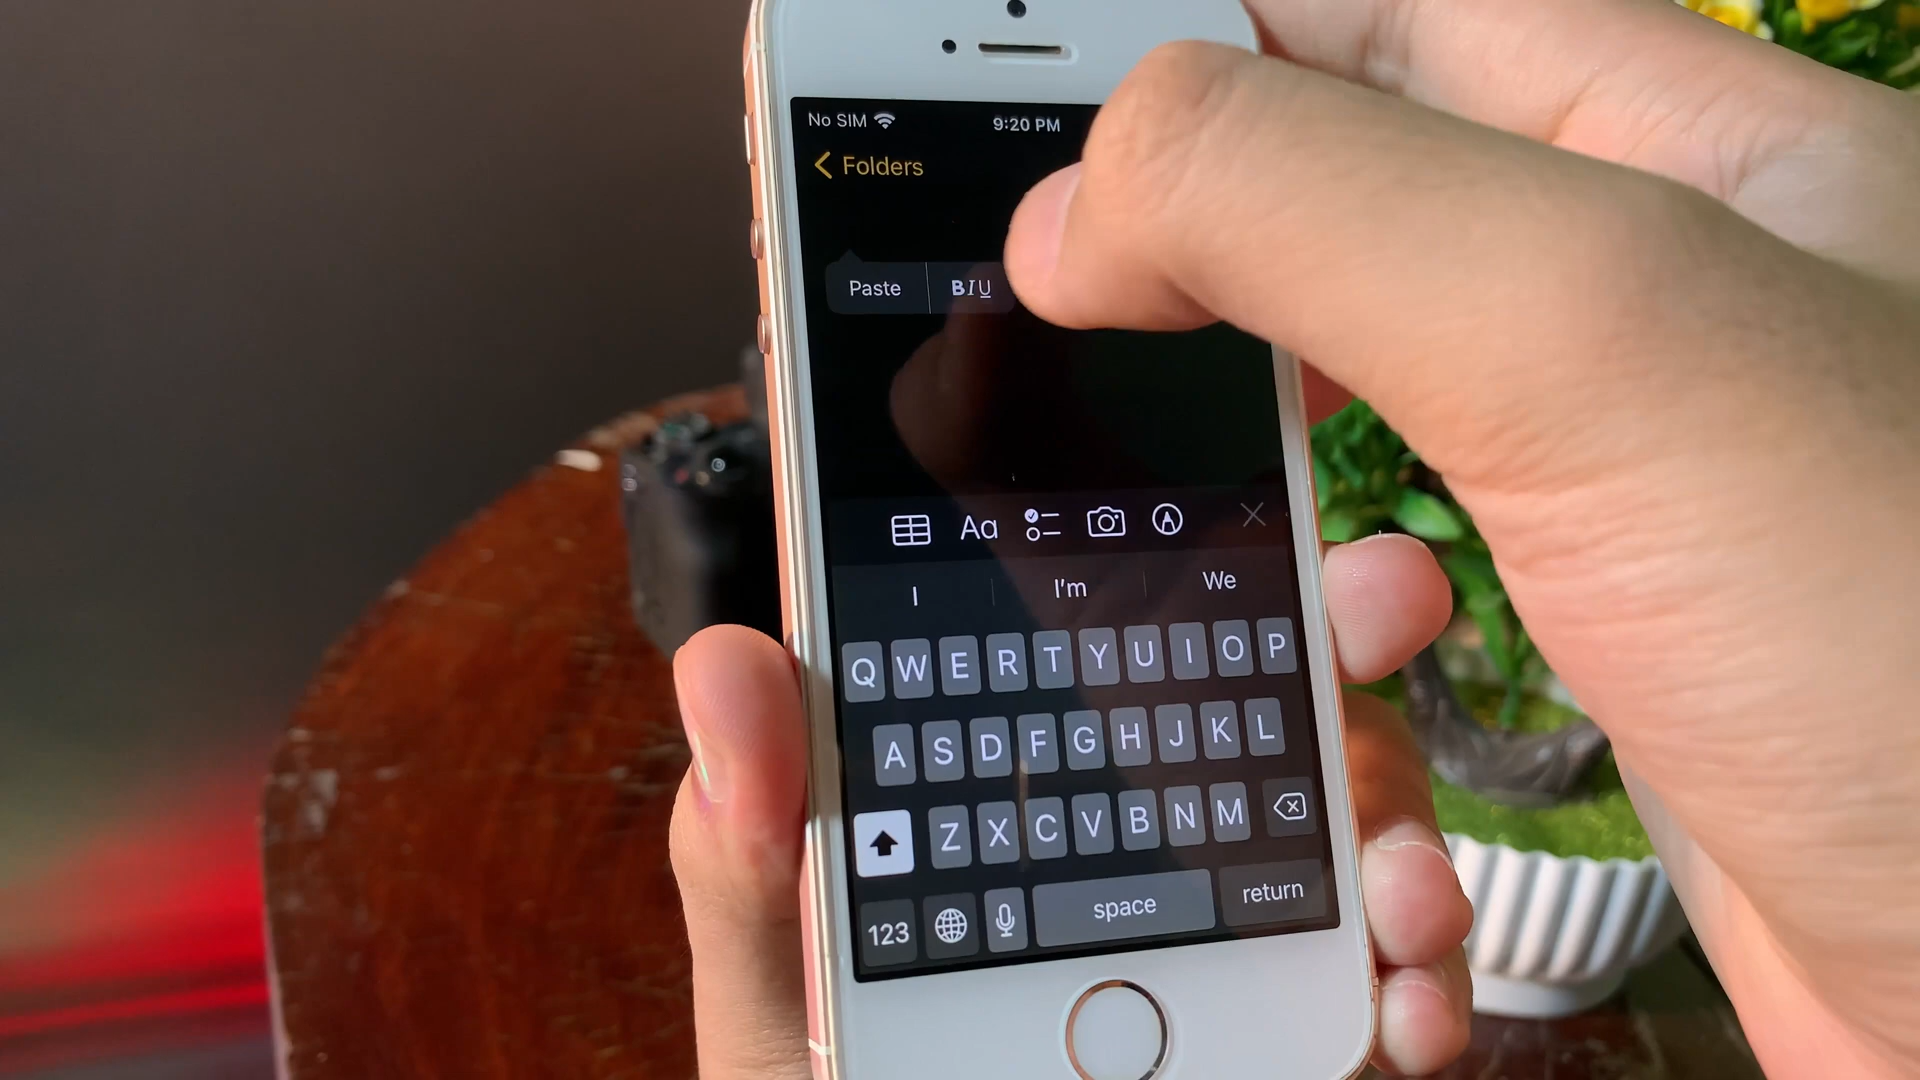 No SIM 9:20 PM
Folders
Paste BIU
Aa
I I'm We
Q W E R T Y U I O P
A S D F G H J K L
Z X C V B N M
123 space return